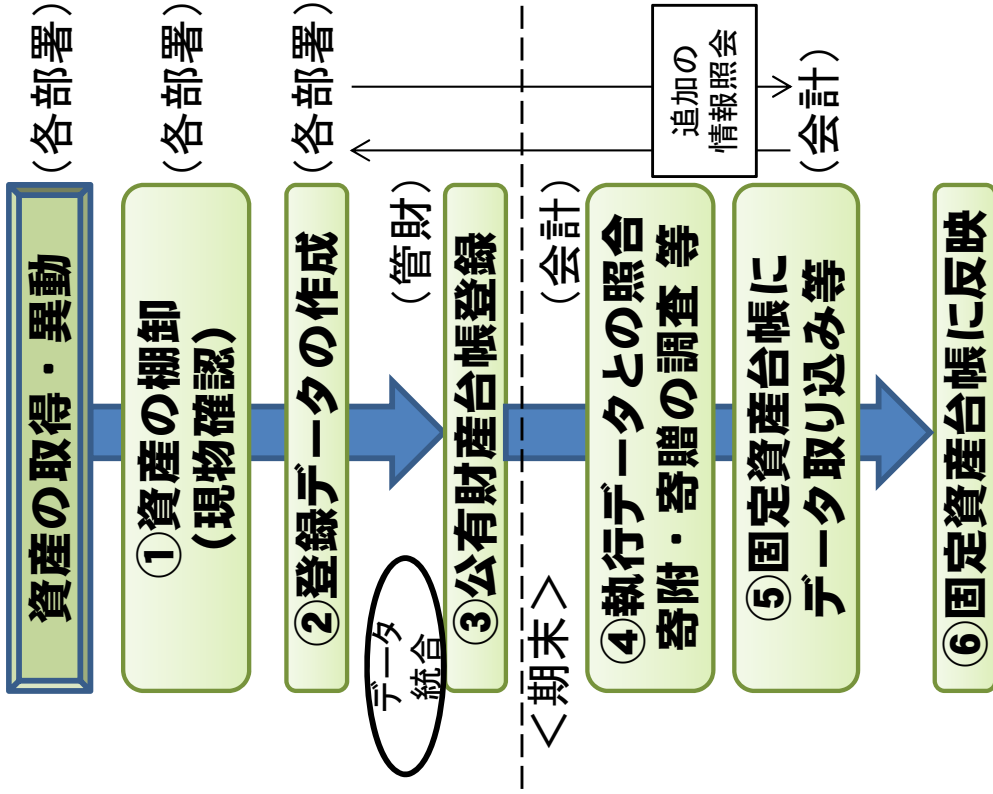 資産の取得・異動
(各部署)
①資産の棚卸
(現物確認)
(各部署)
②登録データの作成
(各部署)
データ
統合
(管財)
③公有財産台帳登録
<期末>
(会計)
④執行データとの照合
寄附・寄贈の調査 等
追加の
情報照会
⑤固定資産台帳に
データ取り込み等
(会計)
⑥固定資産台帳に反映